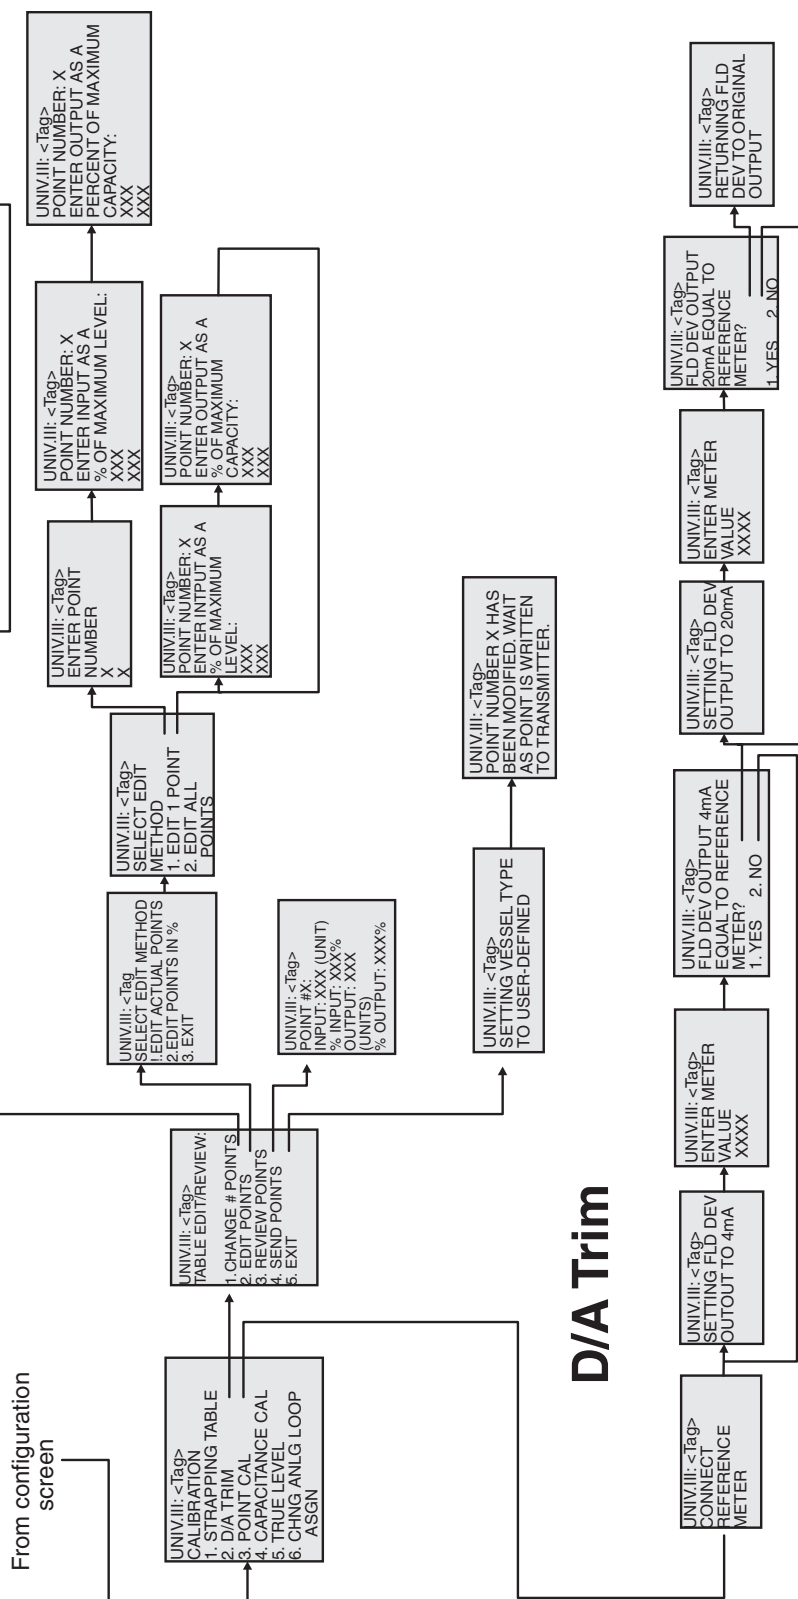 From configuration
screen
UNIV.III: <Tag>
CALIBRATION
1. STRAPPING TABLE
2. D/A TRIM
3. POINT CAL
4. CAPACITANCE CAL
5. TRUE LEVEL
6. CHNG ANLG LOOP
ASGN
UNIV.III: <Tag>
TABLE EDIT/REVIEW:
1. CHANGE # POINTS
2. EDIT POINTS
3. REVIEW POINTS
4. SEND POINTS
5. EXIT
UNIV.III: <Tag
SELECT EDIT METHOD
!.EDIT ACTUAL POINTS
2.EDIT POINTS IN %
3. EXIT
UNIV.III: <Tag>
SELECT EDIT
METHOD
1. EDIT 1 POINT
2. EDIT ALL
POINTS
UNIV.III: <Tag>
ENTER POINT
NUMBER
X
X
UNIV.III: <Tag>
POINT NUMBER: X
ENTER INPUT AS A
% OF MAXIMUM LEVEL:
XXX
XXX
UNIV.III: <Tag>
POINT NUMBER: X
ENTER OUTPUT AS A
PERCENT OF MAXIMUM
CAPACITY:
XXX
XXX
UNIV.III: <Tag>
POINT NUMBER: X
ENTER INTPUT AS A
% OF MAXIMUM
LEVEL:
XXX
XXX
UNIV.III: <Tag>
POINT NUMBER: X
ENTER OUTPUT AS A
% OF MAXIMUM
CAPACITY:
XXX
XXX
UNIV.III: <Tag>
POINT #X:
INPUT: XXX (UNIT)
% INPUT: XXX%
OUTPUT: XXX
(UNITS)
% OUTPUT: XXX%
UNIV.III: <Tag>
SETTING VESSEL TYPE
TO USER-DEFINED
UNIV.III: <Tag>
POINT NUMBER X HAS
BEEN MODIFIED. WAIT
AS POINT IS WRITTEN
TO TRANSMITTER.
D/A Trim
UNIV.III: <Tag>
CONNECT
REFERENCE
METER
UNIV.III: <Tag>
SETTING FLD DEV
OUTOUT TO 4mA
UNIV.III: <Tag>
ENTER METER
VALUE
XXXX
UNIV.III: <Tag>
FLD DEV OUTPUT 4mA
EQUAL TO REFERENCE
METER?
1. YES 2. NO
UNIV.III: <Tag>
SETTING FLD DEV
OUTPUT TO 20mA
UNIV.III: <Tag>
ENTER METER
VALUE
XXXX
UNIV.III: <Tag>
FLD DEV OUTPUT
20mA EQUAL TO
REFERENCE
METER?
1. YES 2. NO
UNIV.III: <Tag>
RETURNING FLD
DEV TO ORIGINAL
OUTPUT